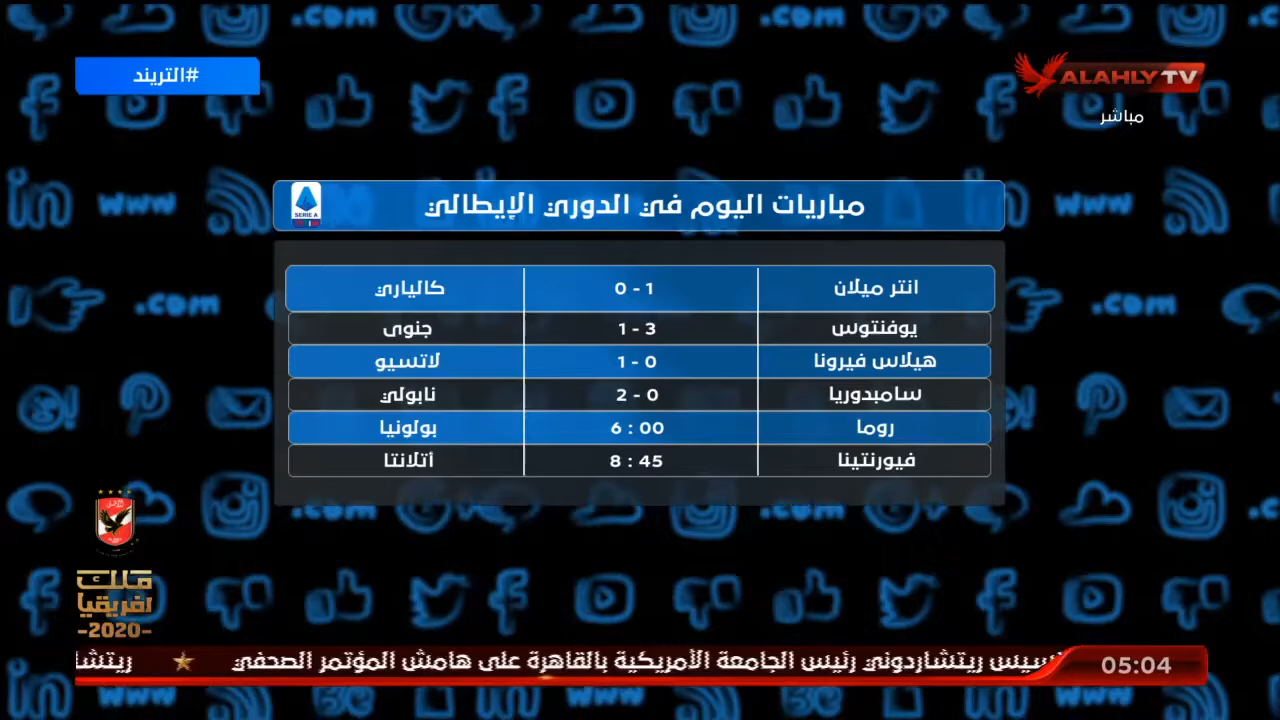 #التريند
ALAHLY TV
مباشر
مباريات اليوم في الدوري الإيطالي
SERIE A
انتر ميلان 1 - 0 كالياري
يوفنتوس 3 - 1 جنوى
هيلاس فيرونا 0 - 1 لاتسيو
سامبدوريا 0 - 2 نابولي
روما 6 : 00 بولونيا
فيورنتينا 8 : 45 أتلانتا
ملك
افريقيا
-2020-
ريتشاردوني رئيس الجامعة الأمريكية بالقاهرة على هامش المؤتمر الصحفي
05:04